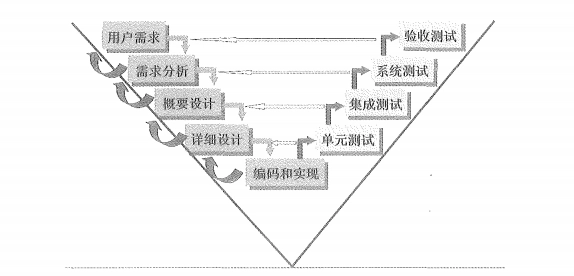 用户需求
验收测试
需求分析
系统测试
概要设计
集成测试
详细设计
单元测试
编码和实现